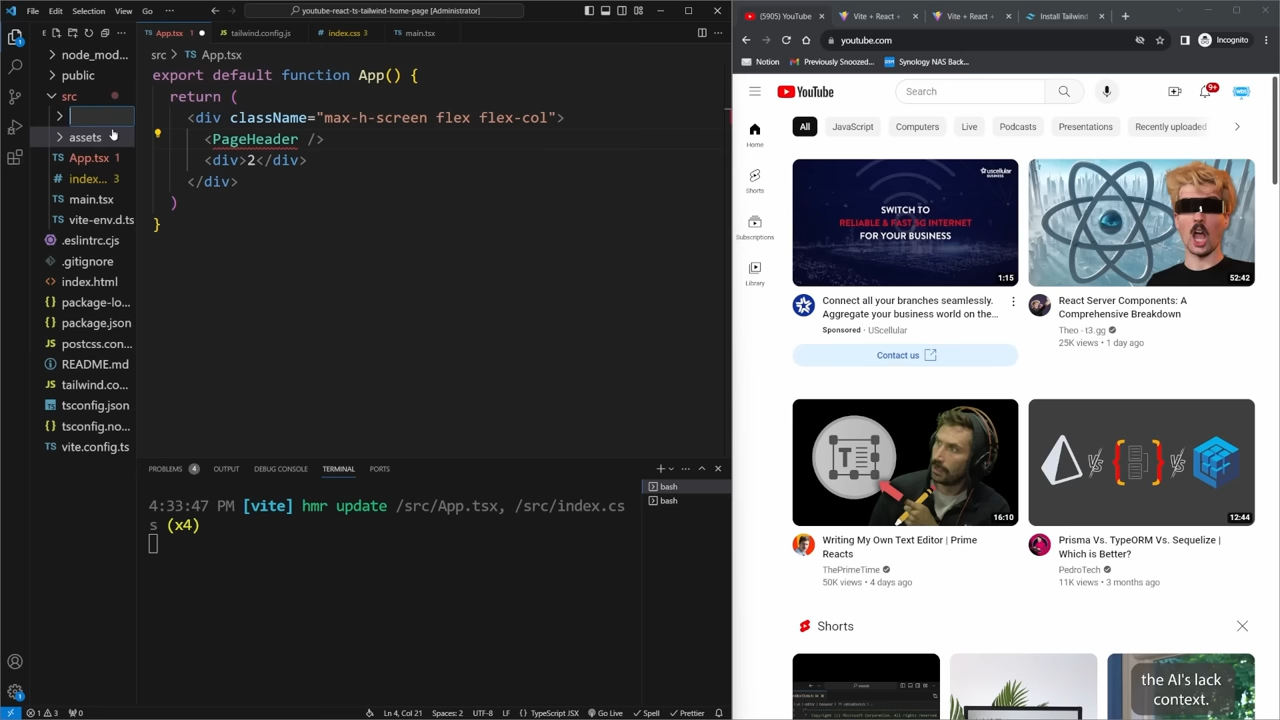 File Edit Selection View Go ··· youtube-react-ts-tailwind-home-page [Administrator]
node_mod...
asse
App.tsx
index.... 3
main.tsx
vite-env.d.ts
.eslintrc.cjs
.gitignore
index.html
package-lo...
package.json
postcss.con...
README.md
tailwind.co...
tsconfig.json
tsconfig.no...
vite.config.ts
App.tsx 1 tailwind.config.js index.css 3 main.tsx
src > App.tsx
export default function App() {
return (
<div className="max-h-screen flex flex-col">
PageHeader
<div>2</div>
</div>
)
}
PROBLEMS 4 OUTPUT DEBUG CONSOLE TERMINAL PORTS
4:33:47 PM [vite] hmr update /src/App.tsx, /src/index.cs
s (x4)
bash
bash
3 0 Ln 4, Col 21 Spaces: 2 UTF-8 Go Live Spell Prettier
(5905) YouTube Vite + React + Vite + React + Install Tailwind
youtube.com Incognito
Notion Previously Snoozed... Synology NAS Back...
YouTube Search 9+ WDS
Home
Shorts
Subscriptions
Library
All JavaScript Computers Live Podcasts Presentations Recently uploaded
uscellular
BUSINESS
SWITCH TO
RELIABLE & FAST 5G INTERNET
FOR YOUR BUSINESS
1:15
Connect all your branches seamlessly.
Aggregate your business world on the...
Sponsored · UScellular
Contact us
52:42
React Server Components: A
Comprehensive Breakdown
Theo - t3․gg
25K views • 1 day ago
T
16:10
Writing My Own Text Editor | Prime
Reacts
ThePrimeTime
50K views • 4 days ago
VS VS
12:44
Prisma Vs. TypeORM Vs. Sequelize |
Which is Better?
PedroTech
11K views • 3 months ago
Shorts
the AI's lack
context.